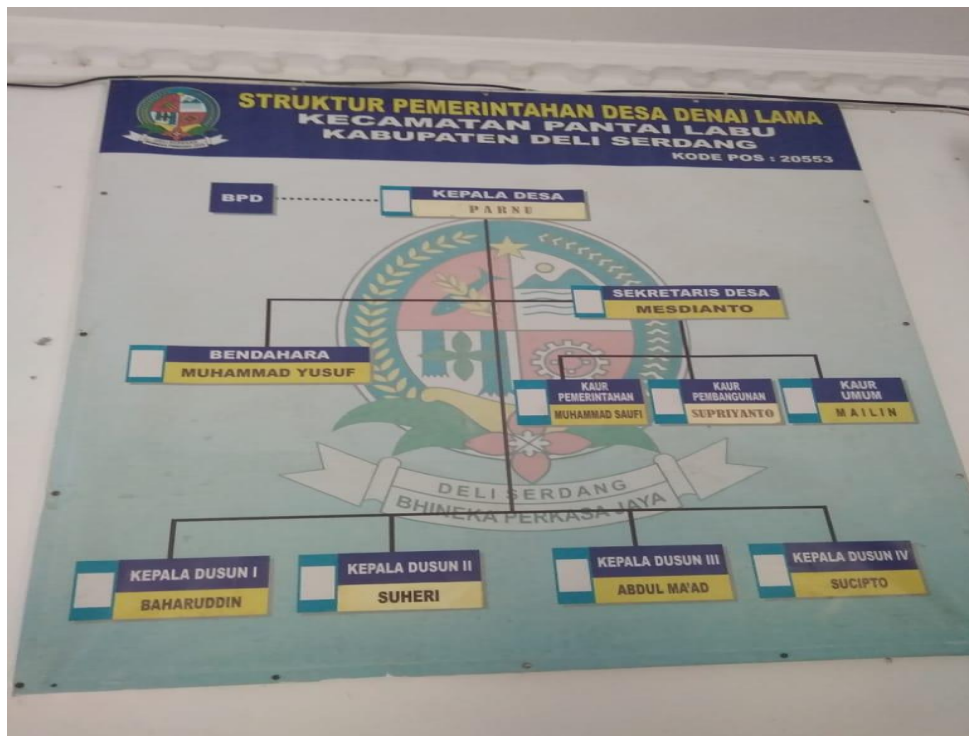 STRUKTUR PEMERINTAHAN DESA DENAI LAMA
KECAMATAN PANTAI LABU
KABUPATEN DELI SERDANG
KODE POS : 20553
BPD
KEPALA DESA
PARNU
SEKRETARIS DESA
MESDIANTO
BENDAHARA
MUHAMMAD YUSUF
KAUR
PEMERINTAHAN
MUHAMMAD SAUFI
KAUR
PEMBANGUNAN
SUPRIYANTO
KAUR
UMUM
MAILIN
DELI SERDANG
BHINEKA PERKASA JAYA
KEPALA DUSUN I
BAHARUDDIN
KEPALA DUSUN II
SUHERI
KEPALA DUSUN III
ABDUL MA'AD
KEPALA DUSUN IV
SUCIPTO